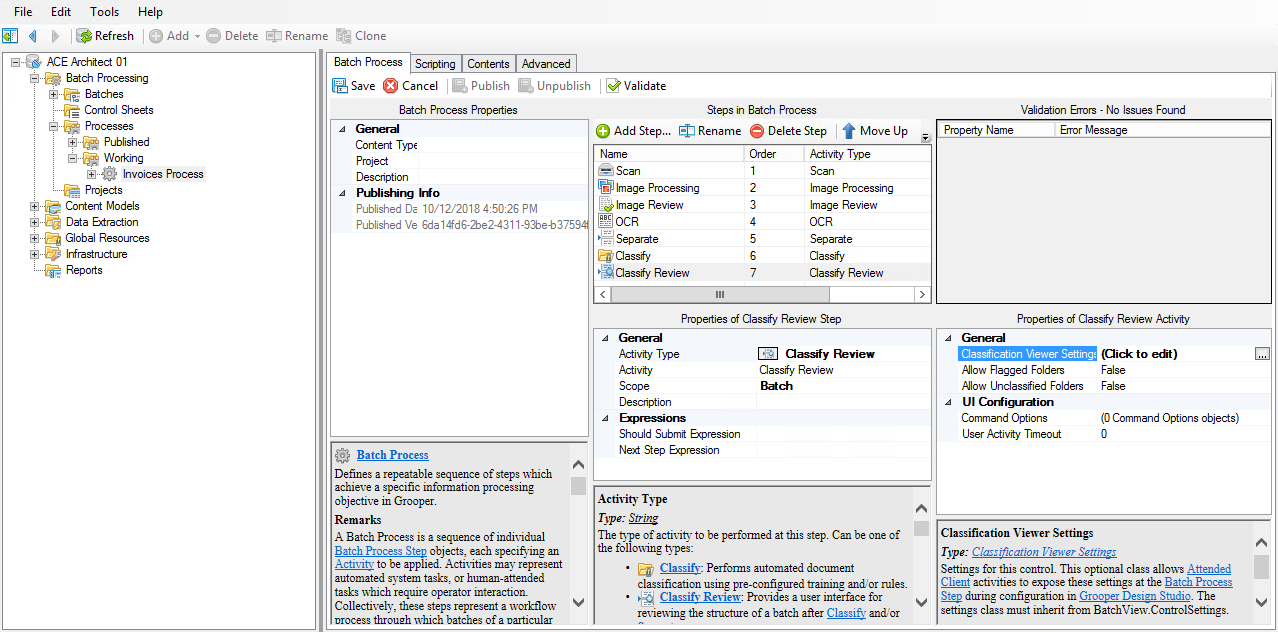 File Edit Tools Help
Refresh Add Delete Rename Clone
ACE Architect 01
Batch Processing
Batches
Control Sheets
Processes
Published
Working
Invoices Process
Projects
Content Models
Data Extraction
Global Resources
Infrastructure
Reports
Batch Process Scripting Contents Advanced
Save Cancel Publish Unpublish Validate
Batch Process Properties
General
Content Type
Project
Description
Publishing Info
Published Da 10/12/2018 4:50:26 PM
Published Ve 6da14fd6-2be2-4311-93be-b37594f
Batch Process
Defines a repeatable sequence of steps which
achieve a specific information processing
objective in Grooper.
Remarks
A Batch Process is a sequence of individual
Batch Process Step objects, each specifying an
Activity to be applied. Activities may represent
automated system tasks, or human-attended
tasks which require operator interaction.
Collectively, these steps represent a workflow
process through which batches of a particular
Steps in Batch Process
Add Step... Rename Delete Step Move Up
Name Order Activity Type
Scan 1 Scan
Image Processing 2 Image Processing
Image Review 3 Image Review
OCR 4 OCR
Separate 5 Separate
Classify 6 Classify
Classify Review 7 Classify Review
Properties of Classify Review Step
General
Activity Type Classify Review
Activity Classify Review
Scope Batch
Description
Expressions
Should Submit Expression
Next Step Expression
Activity Type
Type: String
The type of activity to be performed at this step. Can be one of
the following types:
• Classify: Performs automated document
classification using pre-configured training and/or rules.
• Classify Review: Provides a user interface for
reviewing the structure of a batch after Classify and/or
Validation Errors - No Issues Found
Property Name Error Message
Properties of Classify Review Activity
General
Classification Viewer Settings (Click to edit) ...
Allow Flagged Folders False
Allow Unclassified Folders False
UI Configuration
Command Options (0 Command Options objects)
User Activity Timeout 0
Classification Viewer Settings
Type: Classification Viewer Settings
Settings for this control. This optional class allows Attended
Client activities to expose these settings at the Batch Process
Step during configuration in Grooper Design Studio. The
settings class must inherit from BatchView.ControlSettings.